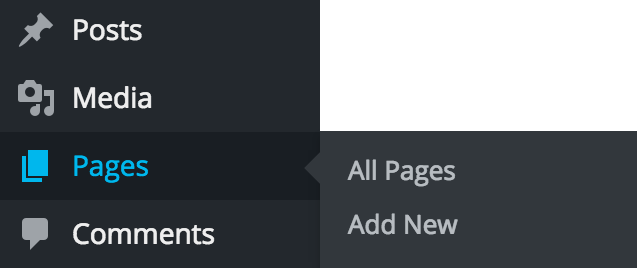 Posts
Media
Pages
All Pages
Add New
Comments